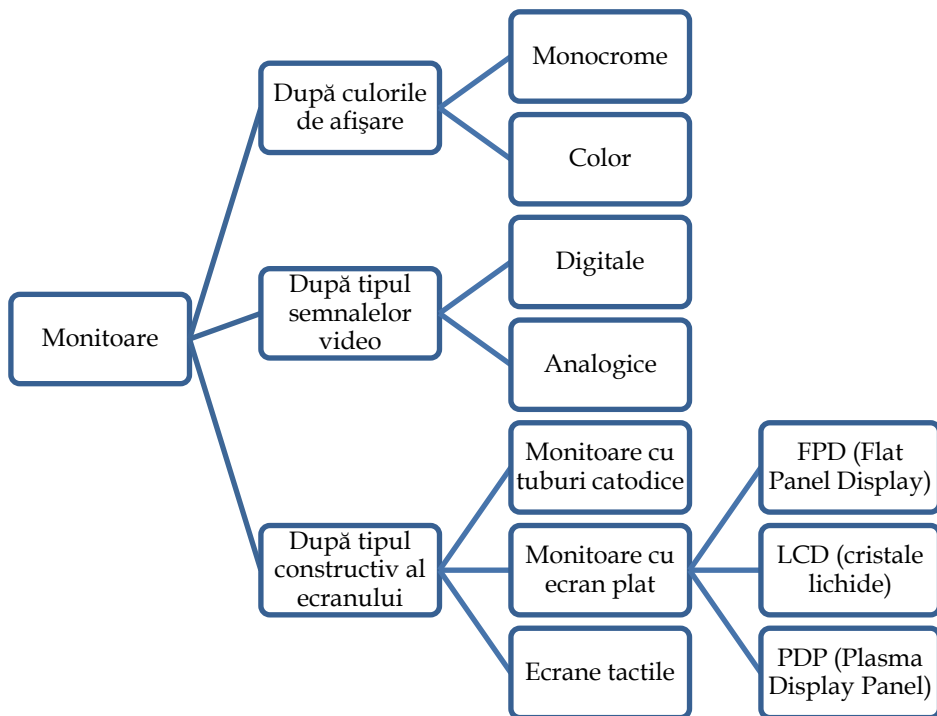 Monitoare
După culorile
de afişare
Monocrome
Color
După tipul
semnalelor
video
Digitale
Analogice
După tipul
constructiv al
ecranului
Monitoare cu
tuburi catodice
Monitoare cu
ecran plat
FPD (Flat
Panel Display)
LCD (cristale
lichide)
PDP (Plasma
Display Panel)
Ecrane tactile